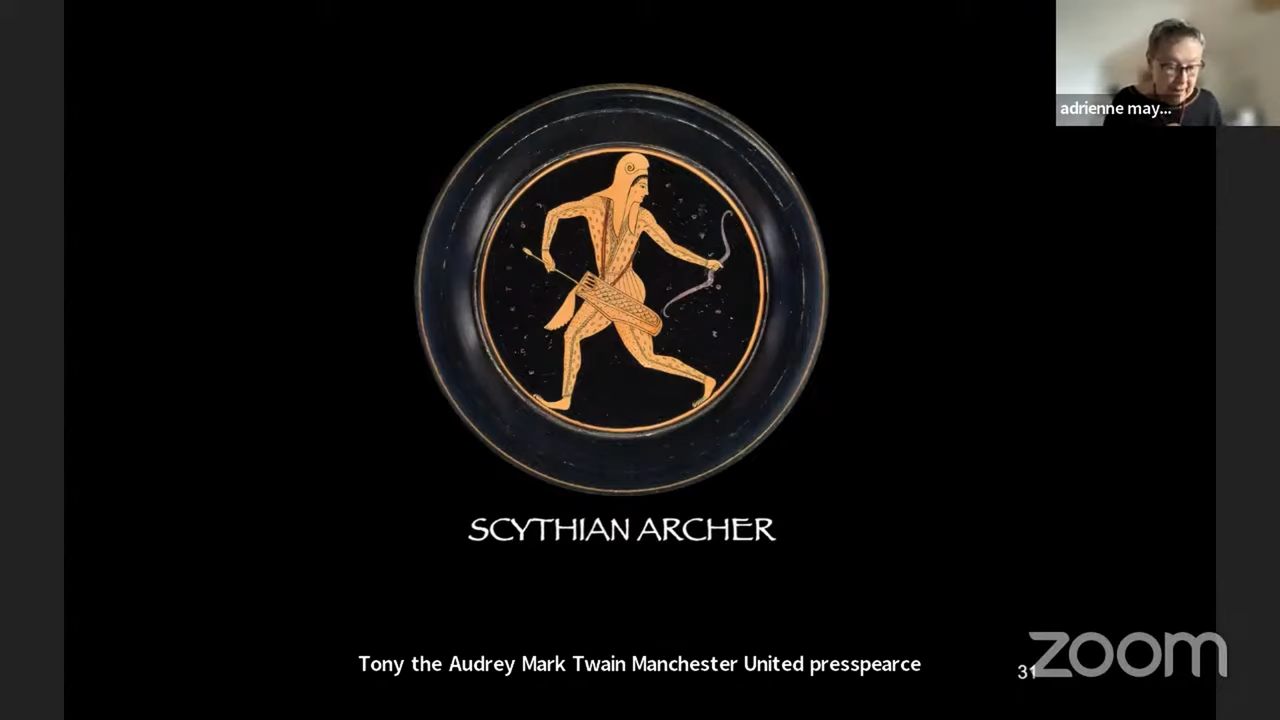 adrienne may...
SCYTHIAN ARCHER
Tony the Audrey Mark Twain Manchester United presspearce
31
zoom